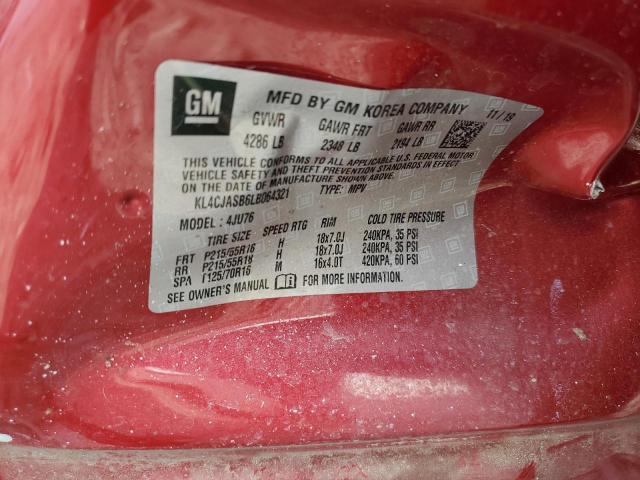 GM
MFD BY GM KOREA COMPANY 11/19
GVWR GAWR FRT GAWR RR
4286 LB 2348 LB 2194 LB
THIS VEHICLE CONFORMS TO ALL APPLICABLE U.S. FEDERAL MOTOR
VEHICLE SAFETY AND THEFT PREVENTION STANDARDS IN EFFECT
ON THE DATE OF MANUFACTURE SHOWN ABOVE.
KL4CJASB6LB064321 TYPE: MPV
MODEL: 4JU76
TIRE SIZE SPEED RTG RIM COLD TIRE PRESSURE
FRT P215/55R18 H 18x7.0J 240KPA, 35 PSI
RR P215/55R18 H 18x7.0J 240KPA, 35 PSI
SPA T125/70R16 M 16x4.0T 420KPA, 60 PSI
SEE OWNER'S MANUAL FOR MORE INFORMATION.